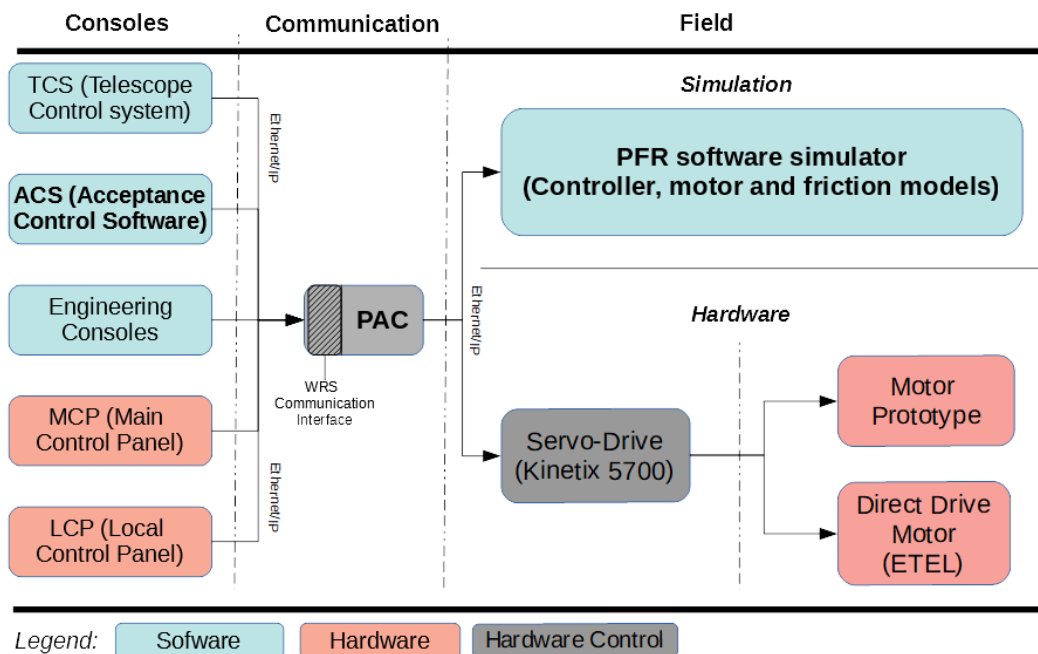 Consoles
Communication
Field
TCS (Telescope
Control system)
ACS (Acceptance
Control Software)
Engineering
Consoles
MCP (Main
Control Panel)
LCP (Local
Control Panel)
Ethernet/IP
Ethernet/IP
PAC
WRS
Communication
Interface
Ethernet/IP
Simulation
PFR software simulator
(Controller, motor and friction models)
Hardware
Servo-Drive
(Kinetix 5700)
Motor
Prototype
Direct Drive
Motor
(ETEL)
Legend:
Sofware
Hardware
Hardware Control